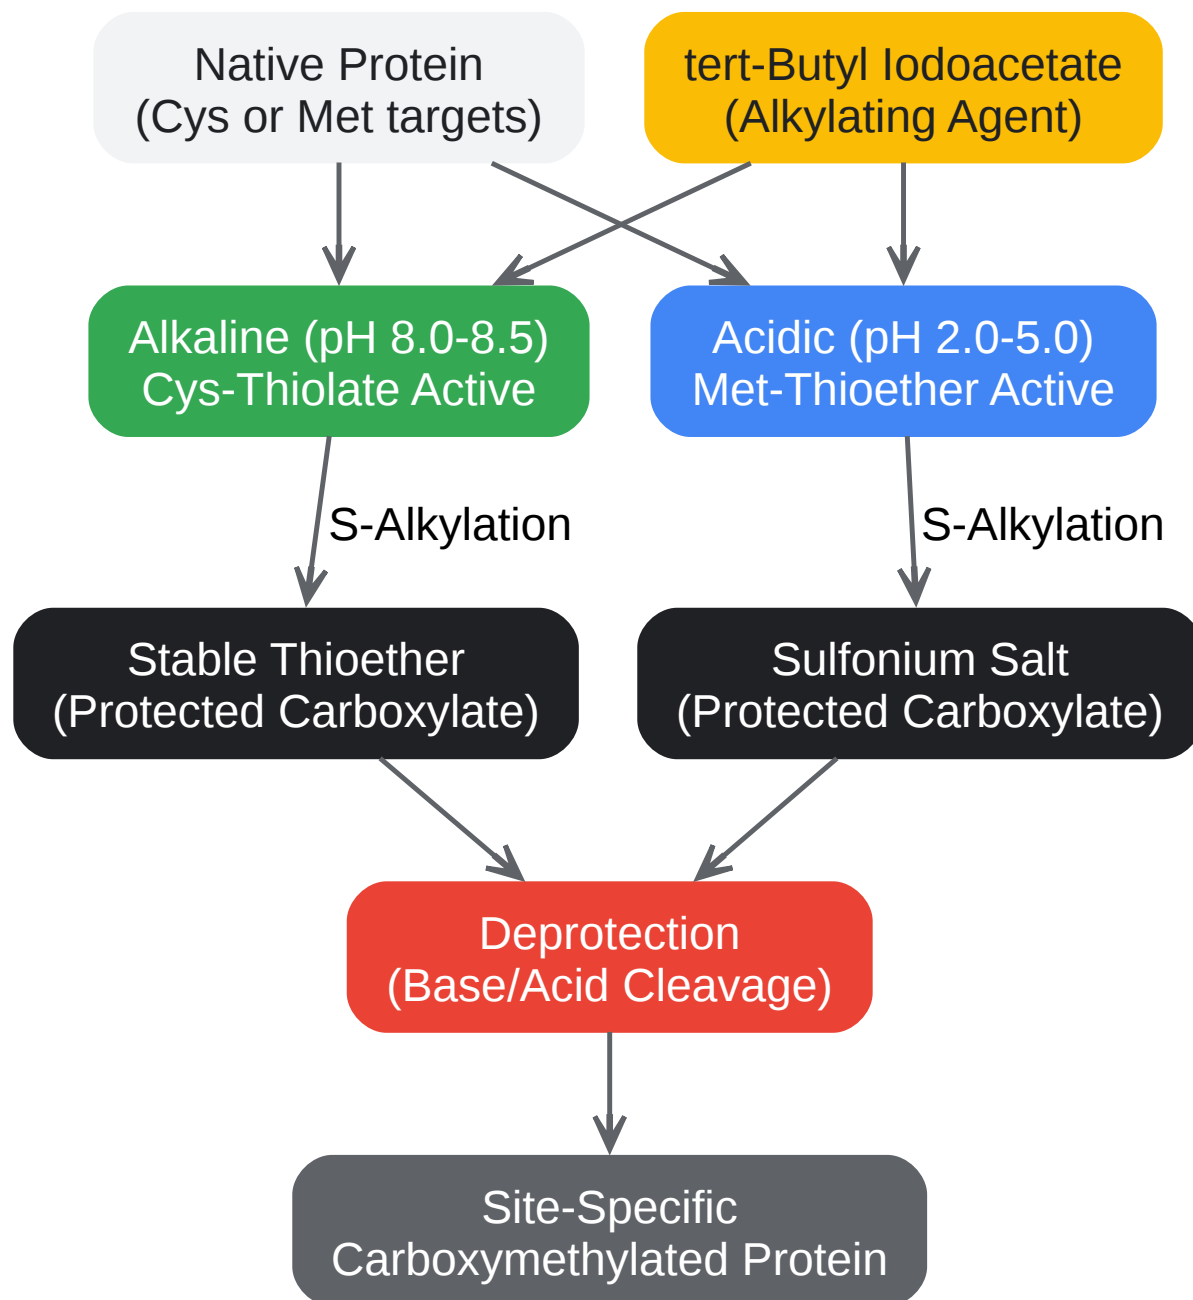 Native Protein
(Cys or Met targets)
tert-Butyl Iodoacetate
(Alkylating Agent)
Alkaline (pH 8.0-8.5)
Cys-Thiolate Active
Acidic (pH 2.0-5.0)
Met-Thioether Active
S-Alkylation
S-Alkylation
Stable Thioether
(Protected Carboxylate)
Sulfonium Salt
(Protected Carboxylate)
Deprotection
(Base/Acid Cleavage)
Site-Specific
Carboxymethylated Protein